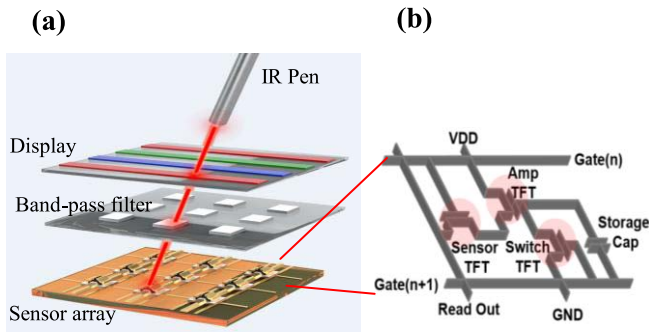 (a)
IR Pen
Display
Band-pass filter
Sensor array
(b)
VDD
Gate(n)
Amp
TFT
Sensor
TFT
Switch
TFT
Storage
Cap
Gate(n+1)
Read Out
GND